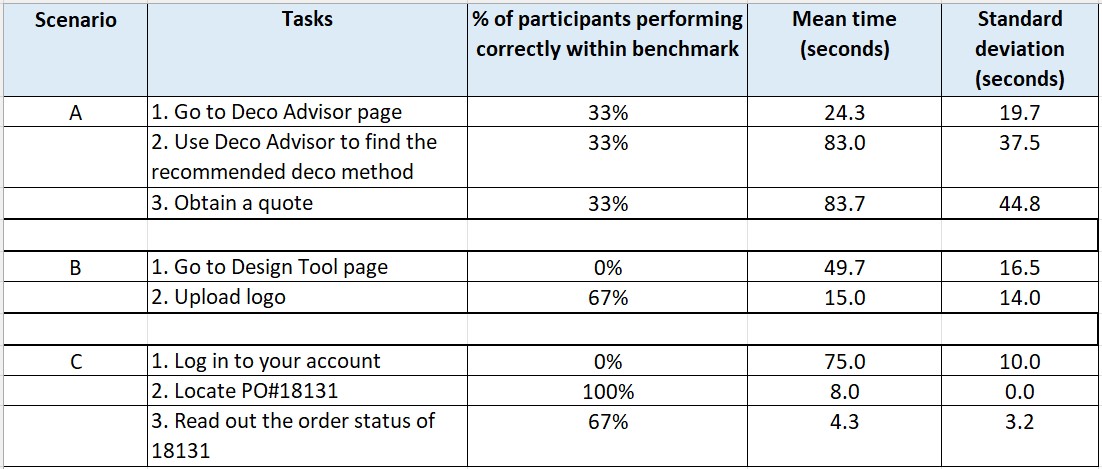 Scenario Tasks % of participants performing correctly within benchmark Mean time (seconds) Standard deviation (seconds)
A 1. Go to Deco Advisor page 33% 24.3 19.7
2. Use Deco Advisor to find the recommended deco method 33% 83.0 37.5
3. Obtain a quote 33% 83.7 44.8
B 1. Go to Design Tool page 0% 49.7 16.5
2. Upload logo 67% 15.0 14.0
C 1. Log in to your account 0% 75.0 10.0
2. Locate PO#18131 100% 8.0 0.0
3. Read out the order status of 18131 67% 4.3 3.2